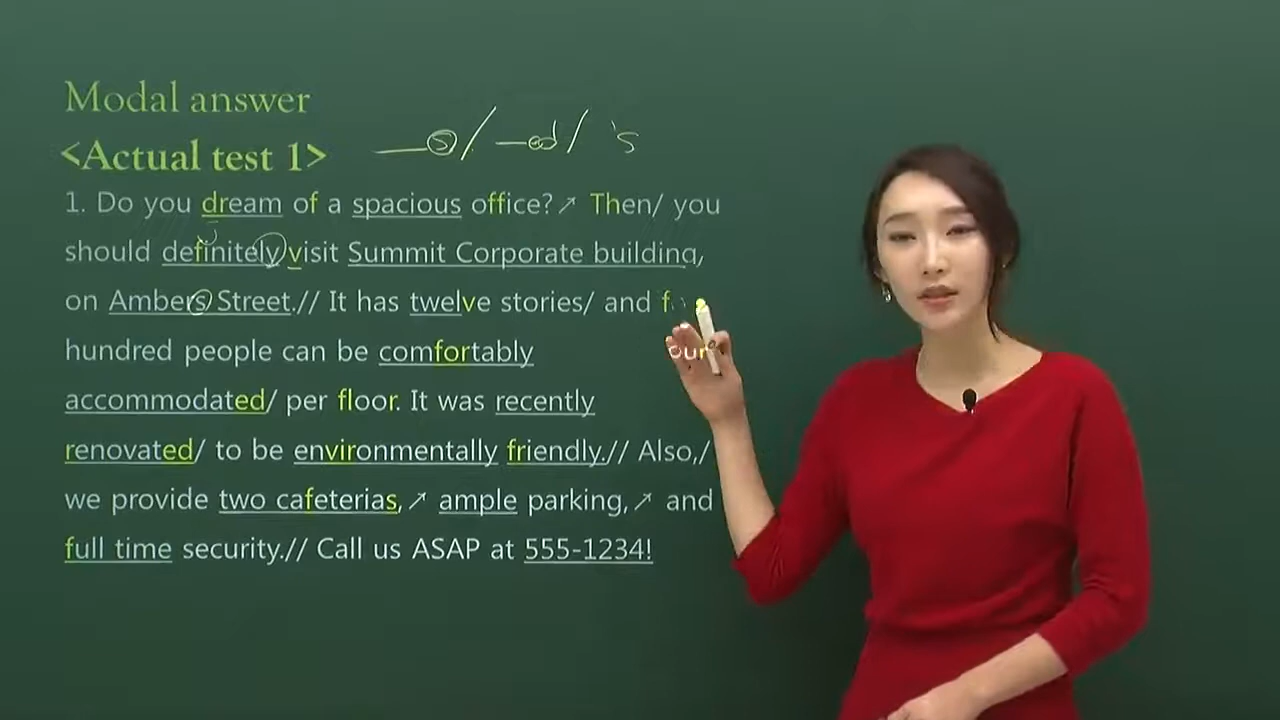 Modal answer
<Actual test 1>
s / ed / 's
1. Do you dream of a spacious office?↗ Then/ you
should definitely visit Summit Corporate building,
on Ambers Street.// It has twelve stories/ and four
hundred people can be comfortably
accommodated/ per floor. It was recently
renovated/ to be environmentally friendly.// Also,/
we provide two cafeterias,↗ ample parking,↗ and
full time security.// Call us ASAP at 555-1234!